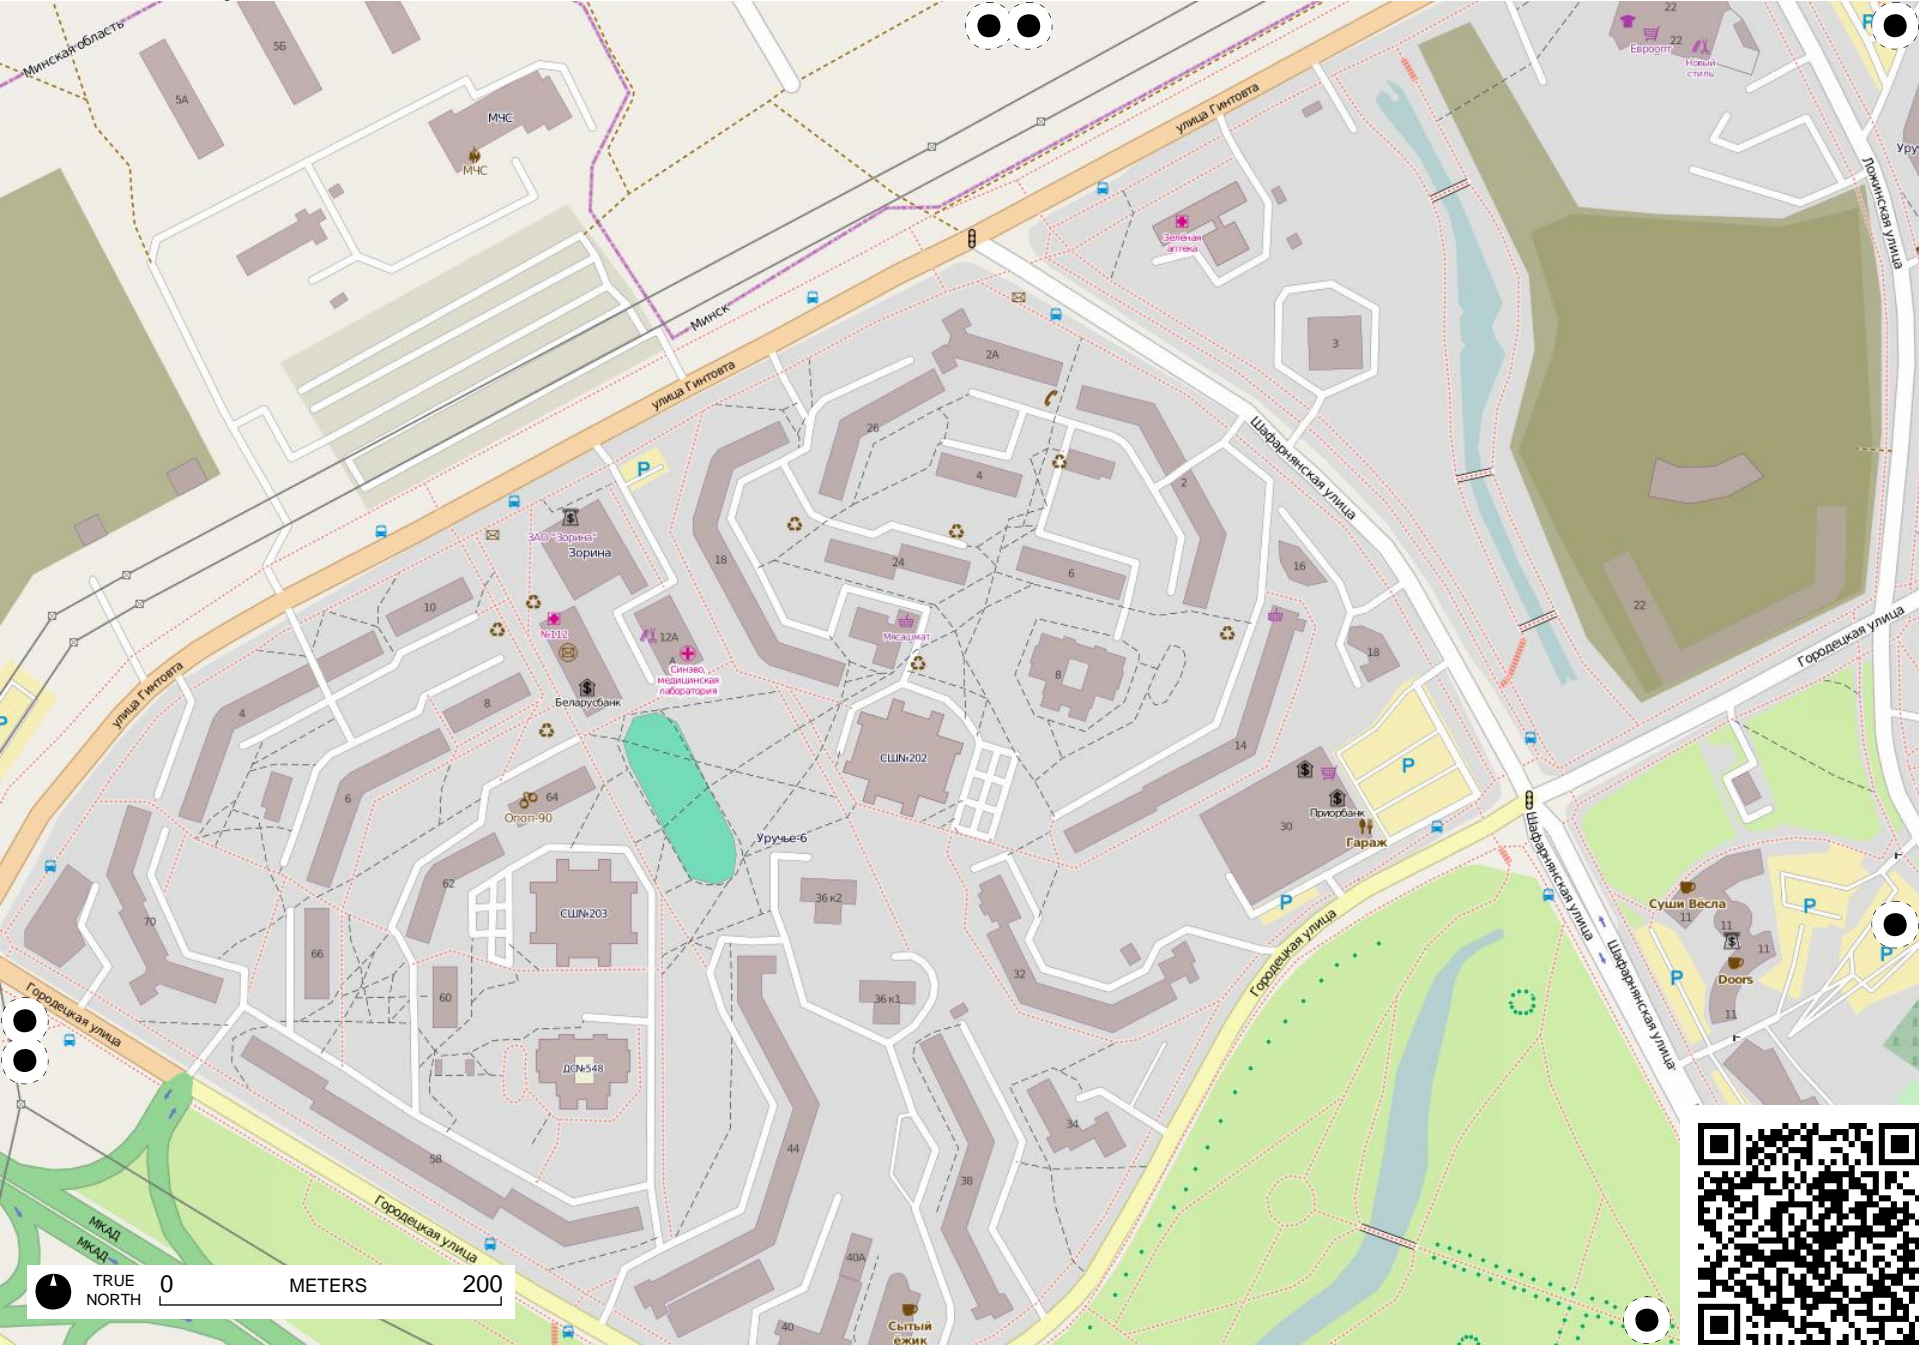 Минская область
5Б
5А
МЧС
МЧС
22
Евроопт
22
Новый
стиль
P
Ложинская улица
улица Гинтовта
Зелёная
аптека
3
Минск
улица Гинтовта
2А
26
4
2
Шафарнянская улица
P
ЗАО "Зорина"
Зорина
18
24
6
16
10
№112
12А
Мясашмат
8
18
22
Городецкая улица
Синэво,
медицинская
лаборатория
Беларусбанк
улица Гинтовта
4
8
P
СШ№202
14
P
6
64
Опоп-90
Уручье-6
30
Приорбанк
Гараж
Шафарнянская улица
62
36 к2
P
Суши Вёсла
11
11
11
P
70
СШ№203
66
60
36 к1
32
Городецкая улица
Doors
P
P
11
Шафарнянская улица
Городецкая улица
ДС№548
44
34
58
38
МКАД
МКАД
Городецкая улица
40А
40
Сытый
ёжик
TRUE
NORTH
0 METERS 200